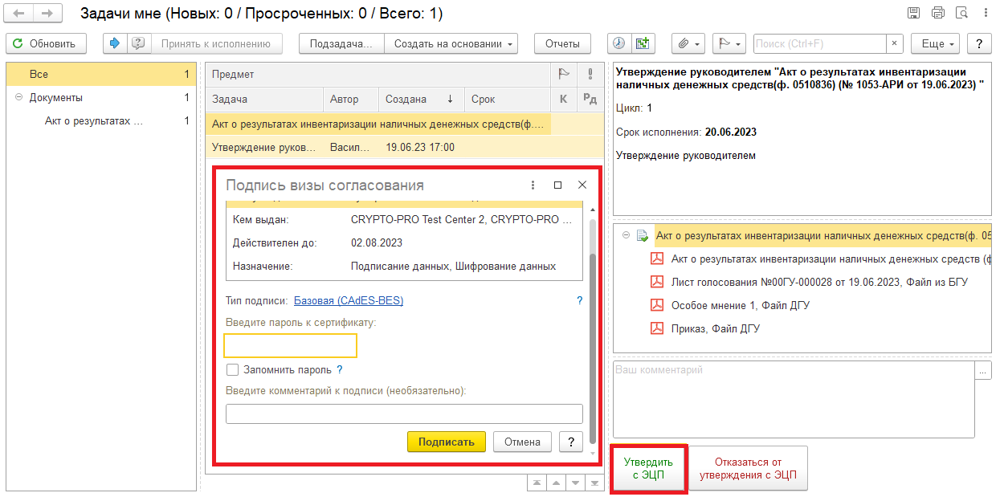 Задачи мне (Новых: 0 / Просроченных: 0 / Всего: 1)
Обновить
Принять к исполнению
Подзадача...
Создать на основании
Отчеты
Поиск (Ctrl+F)
×
Еще
?
Все 1
Документы 1
Акт о результатах ... 1
Предмет
Задача Автор Создана ↓ Срок К Рд
Акт о результатах инвентаризации наличных денежных средств(ф....
Утверждение руков... Васил... 19.06.23 17:00
Подпись визы согласования
Кем выдан: CRYPTO-PRO Test Center 2, CRYPTO-PRO ...
Действителен до: 02.08.2023
Назначение: Подписание данных, Шифрование данных
Тип подписи: Базовая (CAdES-BES) ?
Введите пароль к сертификату:
Запомнить пароль ?
Введите комментарий к подписи (необязательно):
Подписать
Отмена
?
Утверждение руководителем "Акт о результатах инвентаризации
наличных денежных средств(ф. 0510836) (№ 1053-АРИ от 19.06.2023) "
Цикл: 1
Срок исполнения: 20.06.2023
Утверждение руководителем
Акт о результатах инвентаризации наличных денежных средств(ф. 05
Акт о результатах инвентаризации наличных денежных средств (ф
Лист голосования №00ГУ-000028 от 19.06.2023, Файл из БГУ
Особое мнение 1, Файл ДГУ
Приказ, Файл ДГУ
Ваш комментарий
...
Утвердить
с ЭЦП
Отказаться от
утверждения с ЭЦП